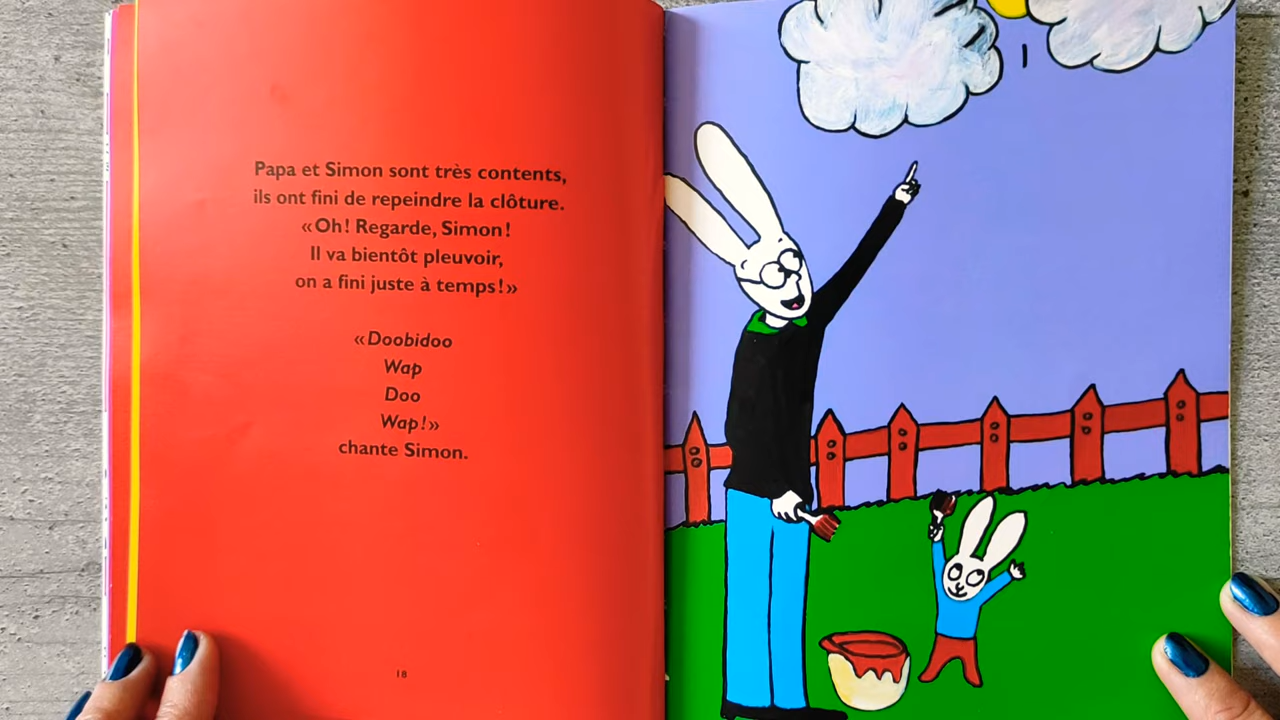 Papa et Simon sont très contents,
ils ont fini de repeindre la clôture.
«Oh! Regarde, Simon!
Il va bientôt pleuvoir,
on a fini juste à temps!»
«Doobidoo
Wap
Doo
Wap!»
chante Simon.
18